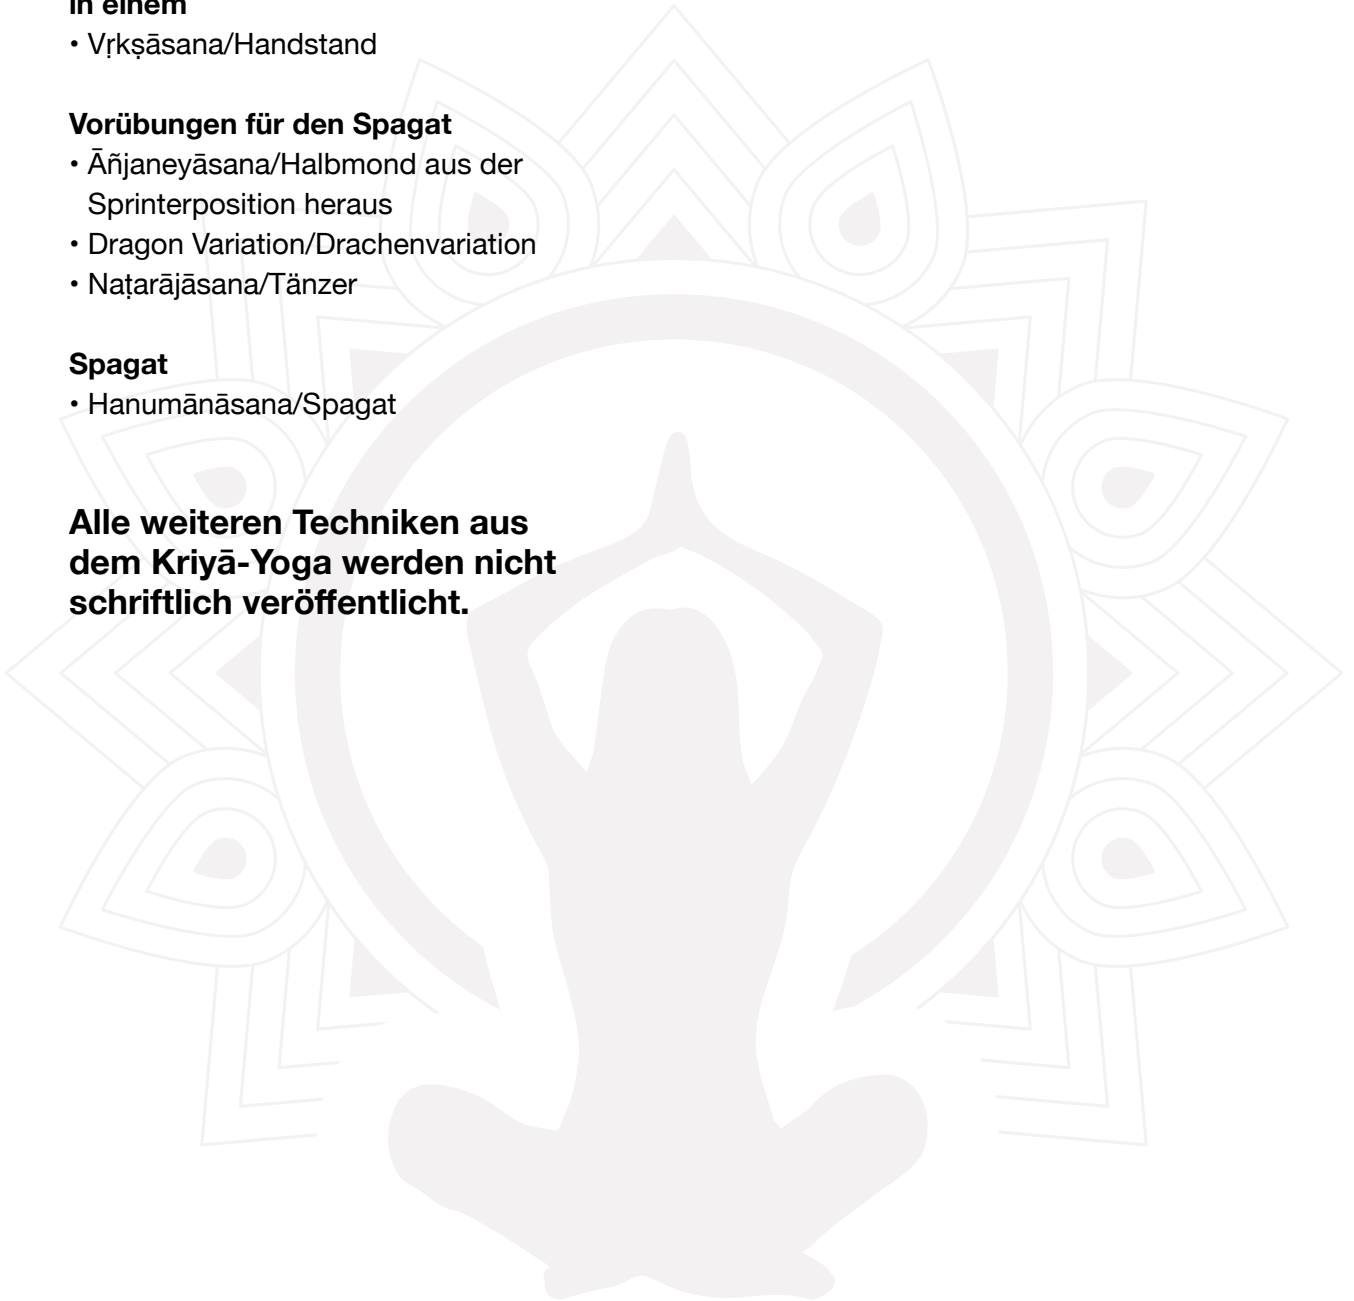 in einem
• Vṛkṣāsana/Handstand
Vorübungen für den Spagat
• Āñjaneyāsana/Halbmond aus der
Sprinterposition heraus
• Dragon Variation/Drachenvariation
• Naṭarājāsana/Tänzer
Spagat
• Hanumānāsana/Spagat
Alle weiteren Techniken aus
dem Kriyā-Yoga werden nicht
schriftlich veröffentlicht.